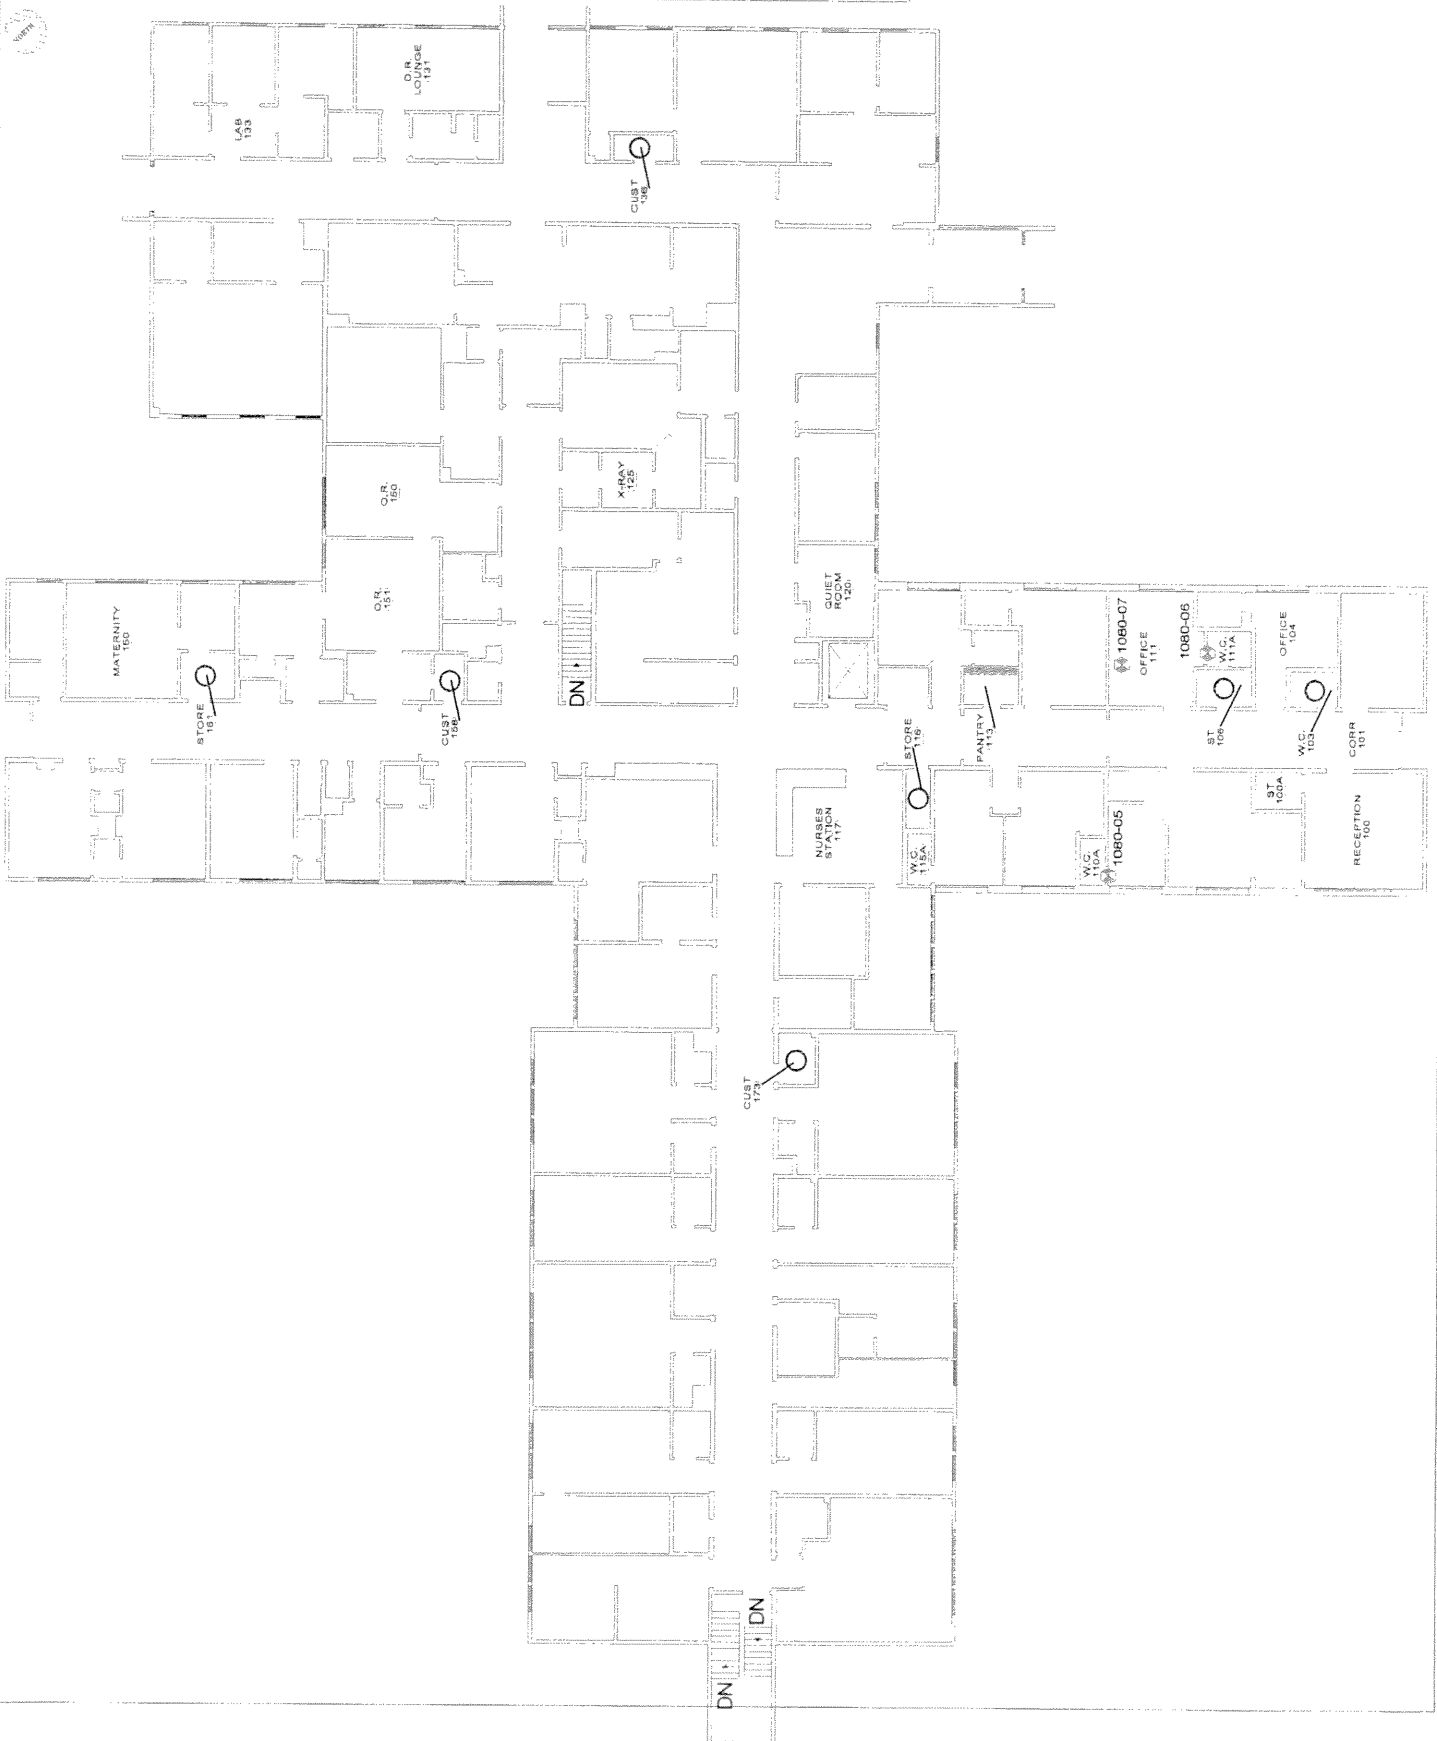 NORTH
LAB
133
D.R.
LOUNGE
131
CUST
136
O.R.
150
X-RAY
125
MATERNITY
160
O.R.
151
QUIET
ROOM
120
STORE
161
CUST
158
DN
STORE
116
PANTRY
113
1080-07
OFFICE
111
1080-06
W.C.
111A
OFFICE
104
ST
106
W.C.
103
CORR
101
NURSES
STATION
117
W.C.
115A
W.C.
110A
1080-05
ST
100A
RECEPTION
100
CUST
173
DN
DN